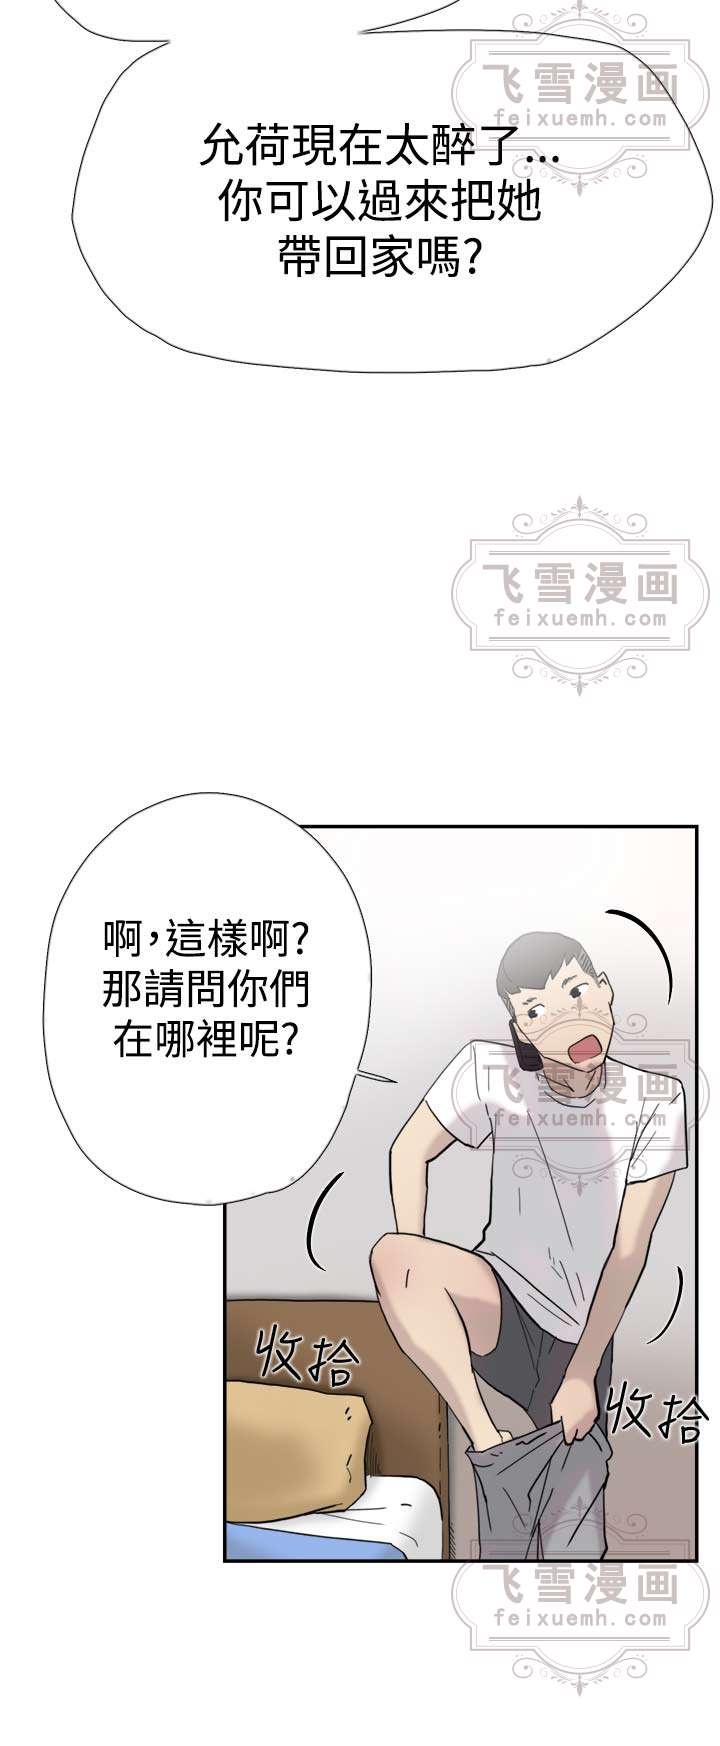 飞雪漫画
feixuemh.com
允荷現在太醉了...
你可以過來把她
帶回家嗎?
飞雪漫画
feixuemh.com
啊，這樣啊?
那請問你們
在哪裡呢?
飞雪漫画
feixuemh.com
收拾
收拾
飞雪漫画
feixuemh.com